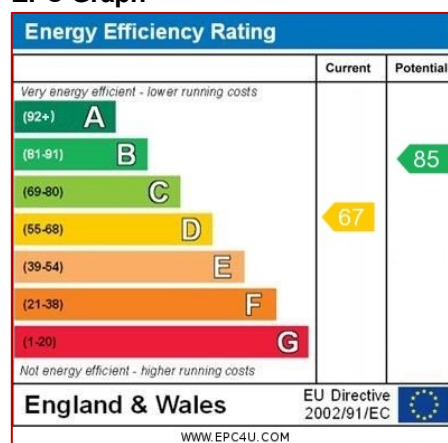 EPC Graph
Energy Efficiency Rating
Current Potential
Very energy efficient - lower running costs
(92+) A
(81-91) B 85
(69-80) C
(55-68) D 67
(39-54) E
(21-38) F
(1-20) G
Not energy efficient - higher running costs
England & Wales EU Directive
2002/91/EC
WWW.EPC4U.COM